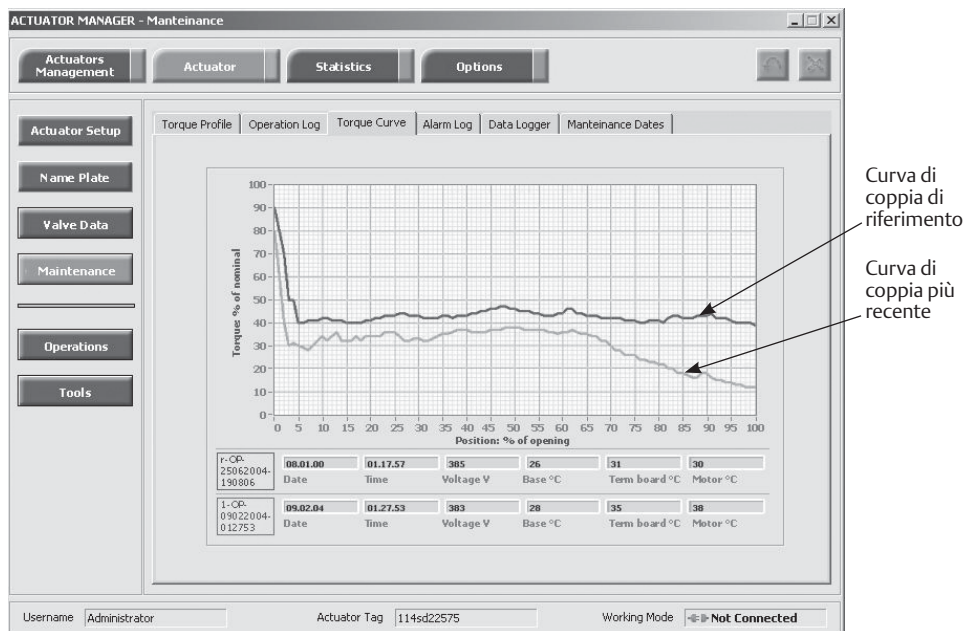 ACTUATOR MANAGER - Manteinance
Actuators Management
Actuator
Statistics
Options
Actuator Setup
Name Plate
Valve Data
Maintenance
Operations
Tools
Torque Profile
Operation Log
Torque Curve
Alarm Log
Data Logger
Manteinance Dates
Torque: % of nominal
100
90
80
70
60
50
40
30
20
10
0
0 5 10 15 20 25 30 35 40 45 50 55 60 65 70 75 80 85 90 95 100
Position: % of opening
Curva di
coppia di
riferimento
Curva di
coppia più
recente
r-OP-
25062004-
190806
08.01.00 01.17.57 385 26 31 30
Date Time Voltage V Base °C Term board °C Motor °C
1-OP-
09022004-
012753
09.02.04 01.27.53 383 28 35 38
Date Time Voltage V Base °C Term board °C Motor °C
Username Administrator Actuator Tag 114sd22575 Working Mode Not Connected